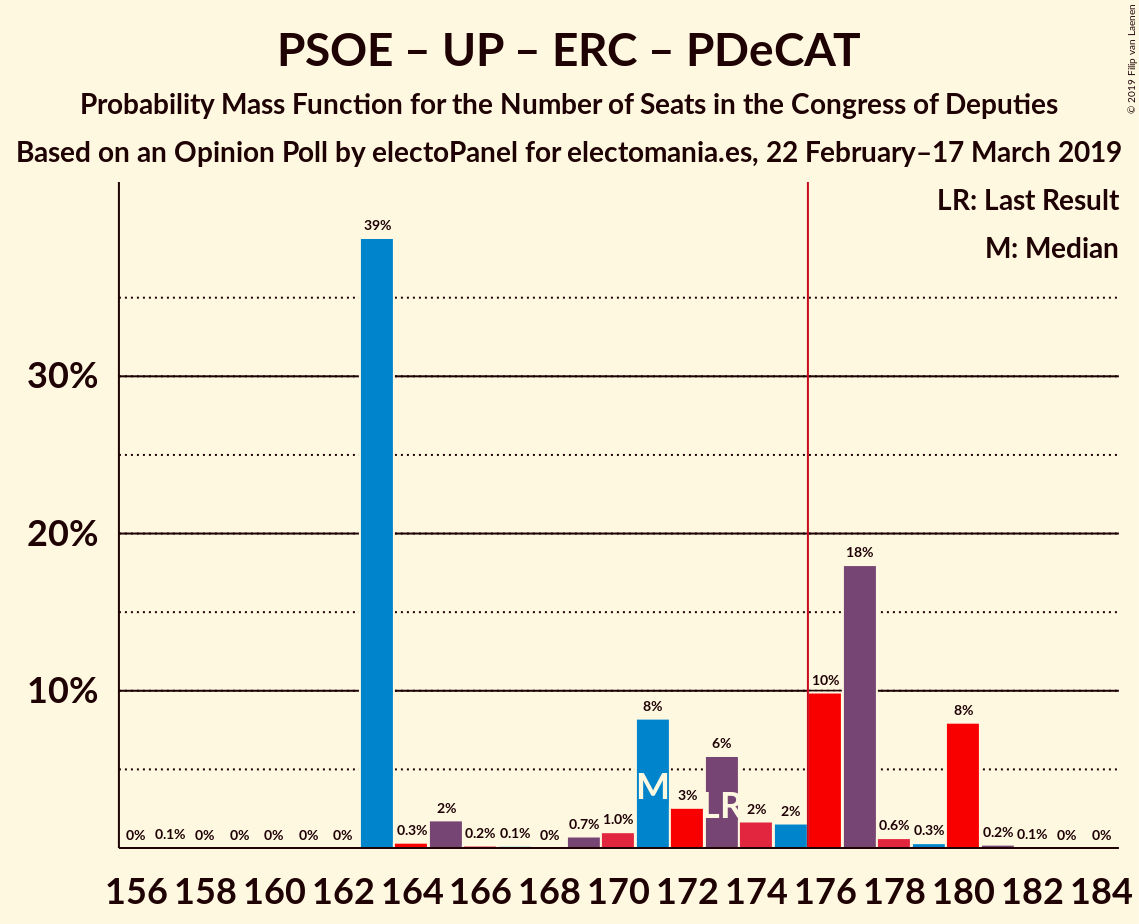 © 2019 Filip van Laenen
PSOE – UP – ERC – PDeCAT
Probability Mass Function for the Number of Seats in the Congress of Deputies
Based on an Opinion Poll by electoPanel for electomania.es, 22 February–17 March 2019
LR: Last Result
M: Median
30%
20%
10%
0% 0.1% 0% 0% 0% 0% 0% 39% 0.3% 2% 0.2% 0.1% 0% 0.7% 1.0% 8% 3% 6% 2% 2% 10% 18% 0.6% 0.3% 8% 0.2% 0.1% 0% 0%
M LR
156 158 160 162 164 166 168 170 172 174 176 178 180 182 184